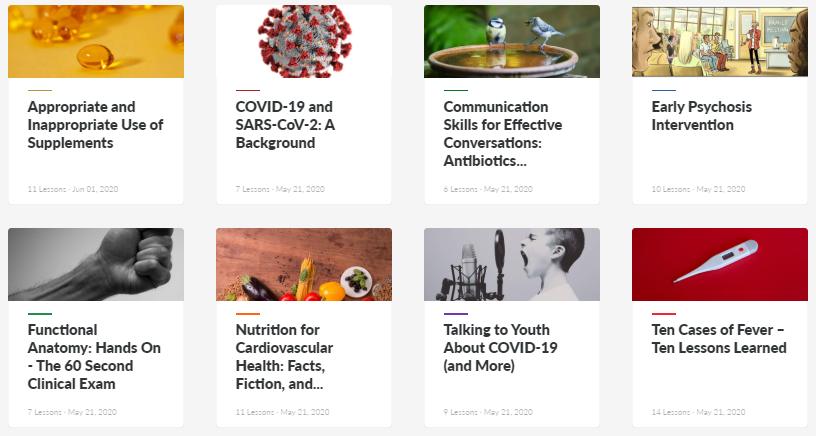 FAMILY
Appropriate and
Inappropriate Use of
Supplements
11 Lessons · Jun 01, 2020
COVID-19 and
SARS-CoV-2: A
Background
7 Lessons · May 21, 2020
Communication
Skills for Effective
Conversations:
Antibiotics...
6 Lessons · May 21, 2020
Early Psychosis
Intervention
10 Lessons · May 21, 2020
Functional
Anatomy: Hands On
- The 60 Second
Clinical Exam
7 Lessons · May 21, 2020
Nutrition for
Cardiovascular
Health: Facts,
Fiction, and...
11 Lessons · May 21, 2020
Talking to Youth
About COVID-19
(and More)
9 Lessons · May 21, 2020
Ten Cases of Fever –
Ten Lessons Learned
14 Lessons · May 21, 2020